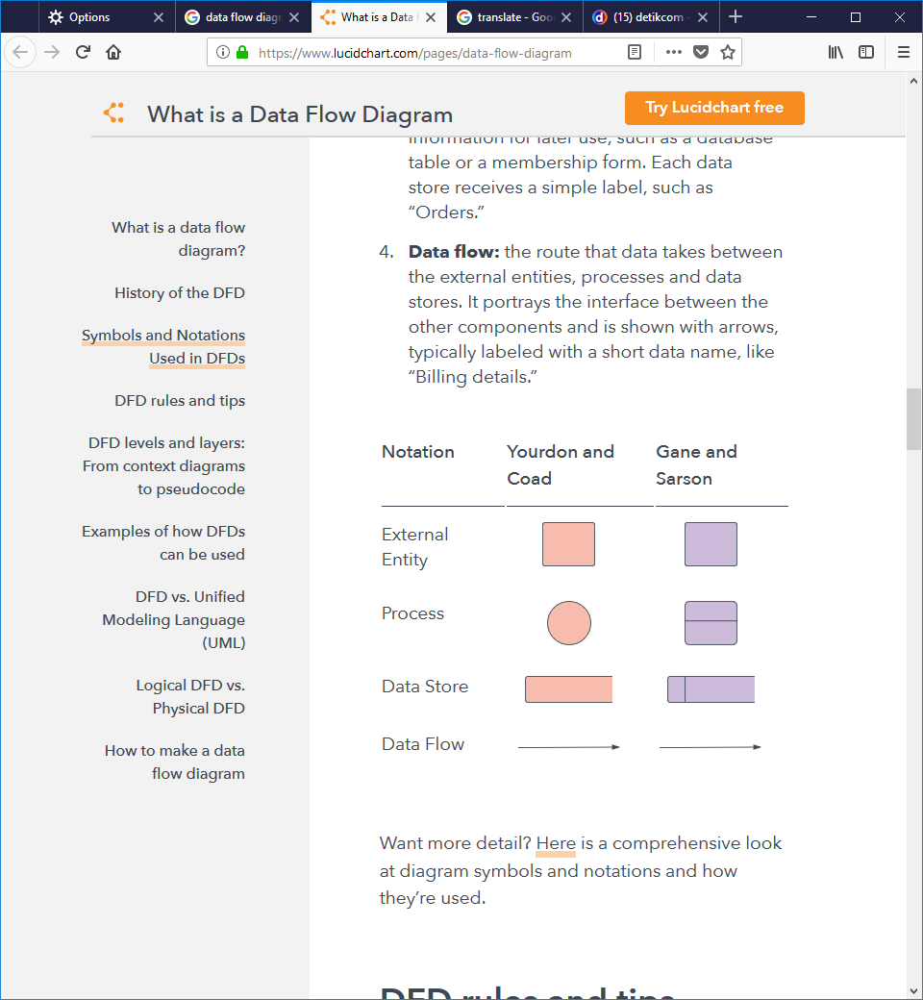 Options
data flow diagr
What is a Data F
translate - Goo
(15) detikcom -
https://www.lucidchart.com/pages/data-flow-diagram
What is a Data Flow Diagram
Try Lucidchart free
What is a data flow
diagram?
History of the DFD
Symbols and Notations
Used in DFDs
DFD rules and tips
DFD levels and layers:
From context diagrams
to pseudocode
Examples of how DFDs
can be used
DFD vs. Unified
Modeling Language
(UML)
Logical DFD vs.
Physical DFD
How to make a data
flow diagram
information for later use, such as a database
table or a membership form. Each data
store receives a simple label, such as
“Orders.”
4. Data flow: the route that data takes between
the external entities, processes and data
stores. It portrays the interface between the
other components and is shown with arrows,
typically labeled with a short data name, like
“Billing details.”
Notation
Yourdon and
Coad
Gane and
Sarson
External
Entity
Process
Data Store
Data Flow
Want more detail? Here is a comprehensive look
at diagram symbols and notations and how
they’re used.
DFD rules and tips